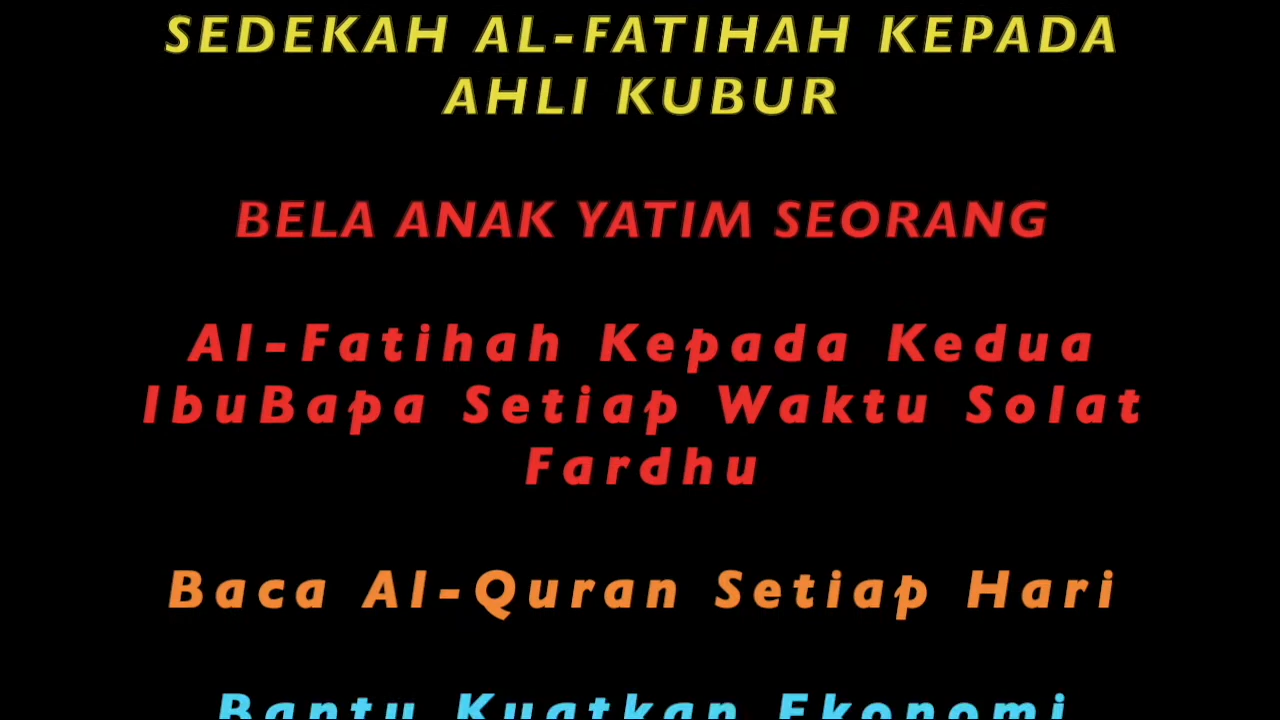 SEDEKAH AL-FATIHAH KEPADA
AHLI KUBUR
BELA ANAK YATIM SEORANG
Al-Fatihah Kepada Kedua
IbuBapa Setiap Waktu Solat
Fardhu
Baca Al-Quran Setiap Hari
Bantu Kuatkan Ekonomi